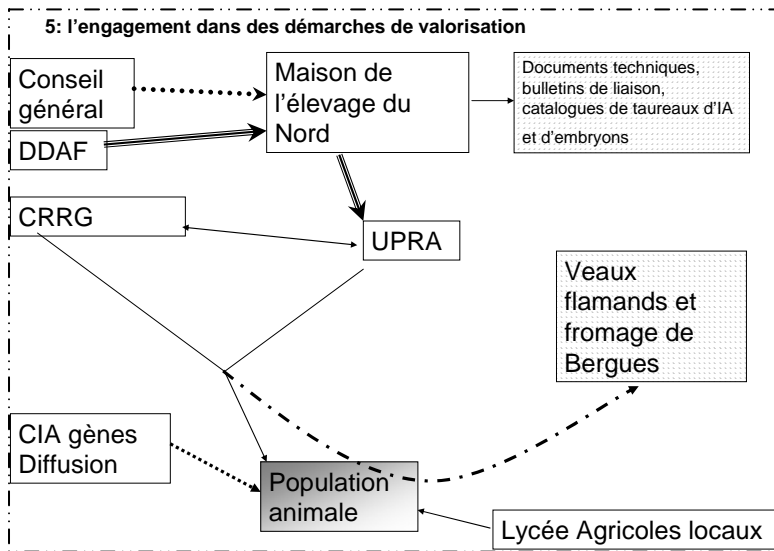 5: l'engagement dans des démarches de valorisation
Conseil
général
Maison de
l'élevage du
Nord
Documents techniques,
bulletins de liaison,
catalogues de taureaux d'IA
et d'embryons
DDAF
CRRG
UPRA
Veaux
flamands et
fromage de
Bergues
CIA gènes
Diffusion
Population
animale
Lycée Agricoles locaux